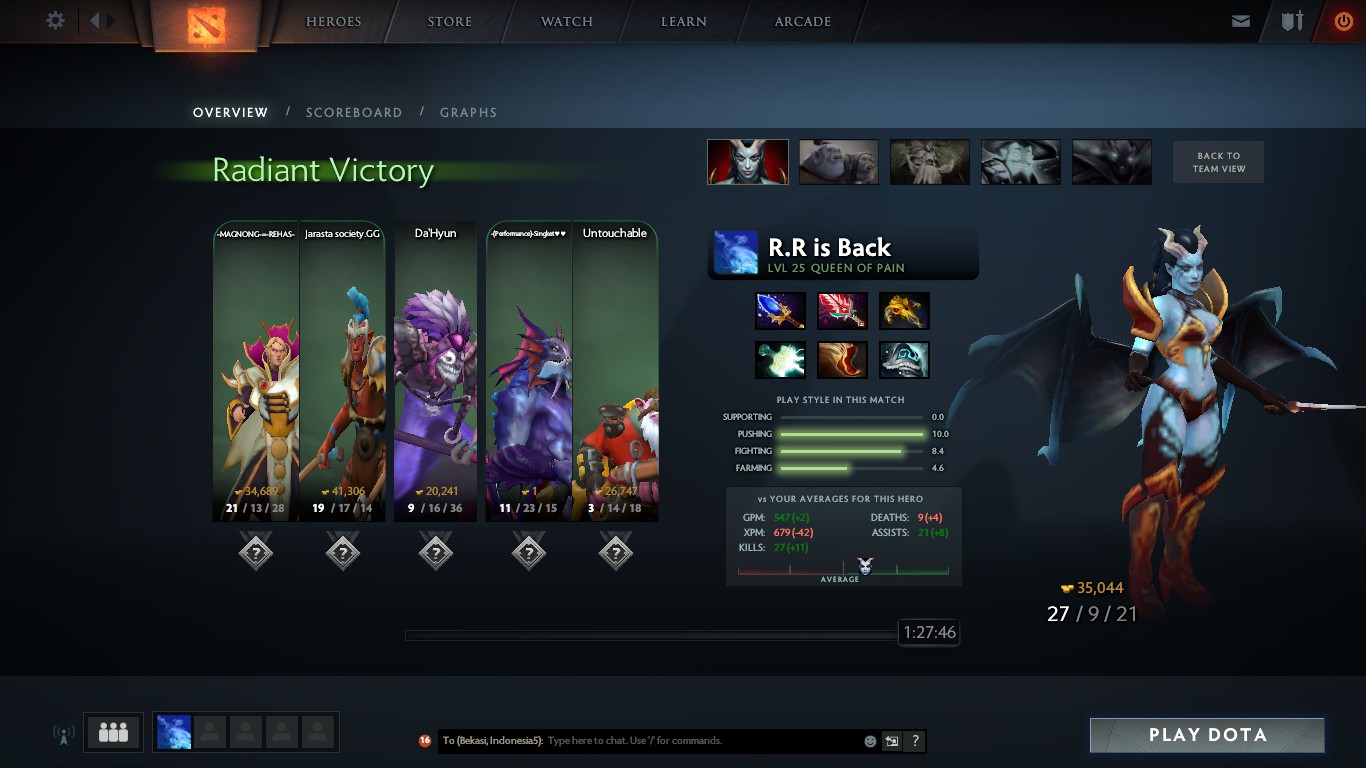 HEROES
STORE
WATCH
LEARN
ARCADE
OVERVIEW / SCOREBOARD / GRAPHS
Radiant Victory
BACK TO
TEAM VIEW
Jarasta society.GG
Da'Hyun
-{Performance}-Singket♥♥
Untouchable
R.R is Back
LVL 25 QUEEN OF PAIN
PLAY STYLE IN THIS MATCH
SUPPORTING 0.0
PUSHING 10.0
FIGHTING 8.4
FARMING 4.6
34,689
41,306
20,241
1
26,747
21 / 13 / 28
19 / 17 / 14
9 / 16 / 36
11 / 23 / 15
3 / 14 / 18
? ? ? ? ?
vs YOUR AVERAGES FOR THIS HERO
GPM: 547 (+2) DEATHS: 9 (+4)
XPM: 679 (-42) ASSISTS: 21 (+8)
KILLS: 27 (+11)
AVERAGE
35,044
27 / 9 / 21
1:27:46
16
To (Bekasi, Indonesia5): Type here to chat. Use '/' for commands.
?
PLAY DOTA